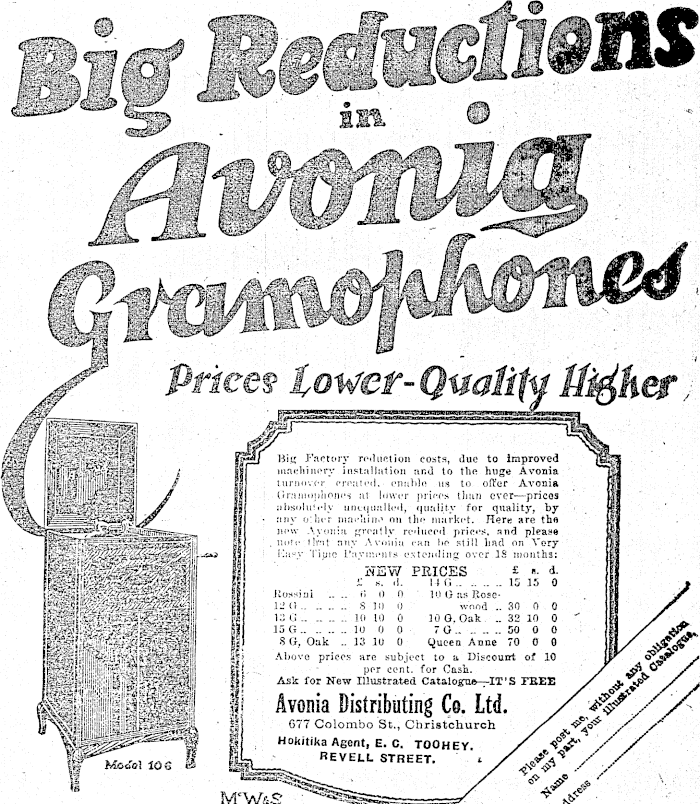 Big Reductions
in
Avonia
Gramophones
Prices Lower-Quality Higher
Big Factory reduction costs, due to improved
machinery installation and to the huge Avonia
turnover created, enable us to offer Avonia
Gramophones at lower prices than ever—prices
absolutely unequalled, quality for quality, by
any other machine on the market. Here are the
new Avonia greatly reduced prices, and please
note that any Avonia can be still had on Very
Easy Time Payments extending over 18 months:
NEW PRICES
£ s. d.
Rossini .. .. 6 0 0
12 G .. .. .. 8 10 0
13 G .. .. .. 10 10 0
15 G .. .. .. 10 0 0
8 G, Oak .. 13 10 0
£ s. d.
14 G .. .. .. .. 15 15 0
10 G as Rose-
wood .. 30 0 0
10 G. Oak .. 32 10 0
7 G .. .. .. .. 50 0 0
Queen Anne 70 0 0
Above prices are subject to a Discount of 10
per cent. for Cash.
Ask for New Illustrated Catalogue—IT'S FREE
Avonia Distributing Co. Ltd.
677 Colombo St., Christchurch
Hokitika Agent, E. C. TOOHEY.
REVELL STREET.
Model 106
McW&S
Please post me, without any obligation
on my part, your Illustrated Catalogue
Name
ddress